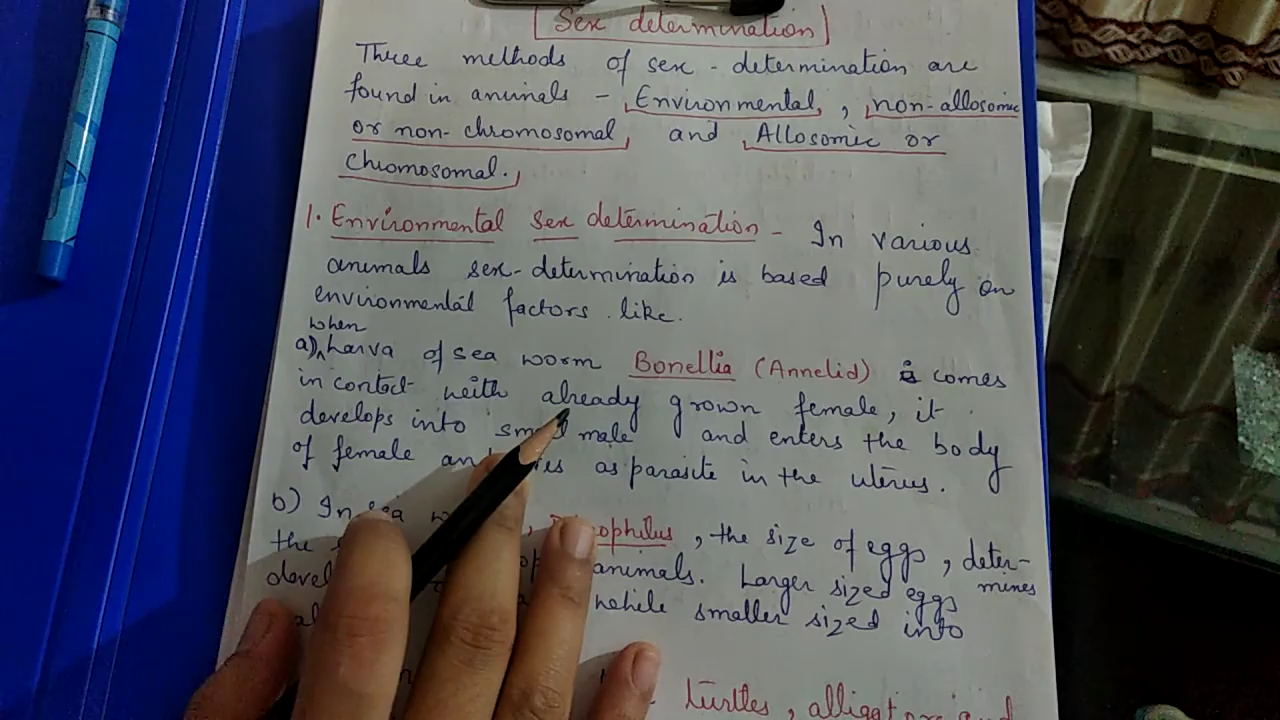 Sex determination
Three methods of sex-determination are
found in animals - Environmental, non-allosomic
or non-chromosomal, and Allosomic or
Chromosomal.
1. Environmental Sex determination - In various
animals sex-determination is based purely on
environmental factors like.
when
a) Larva of sea worm Bonellia (Annelid) comes
in contact with already grown female, it
develops into small male and enters the body
of female and as parasite in the uterus.
b) In sea , the size of eggs, deter-
the animals. Larger sized eggs mines
while smaller sized into
turtles, alligators and